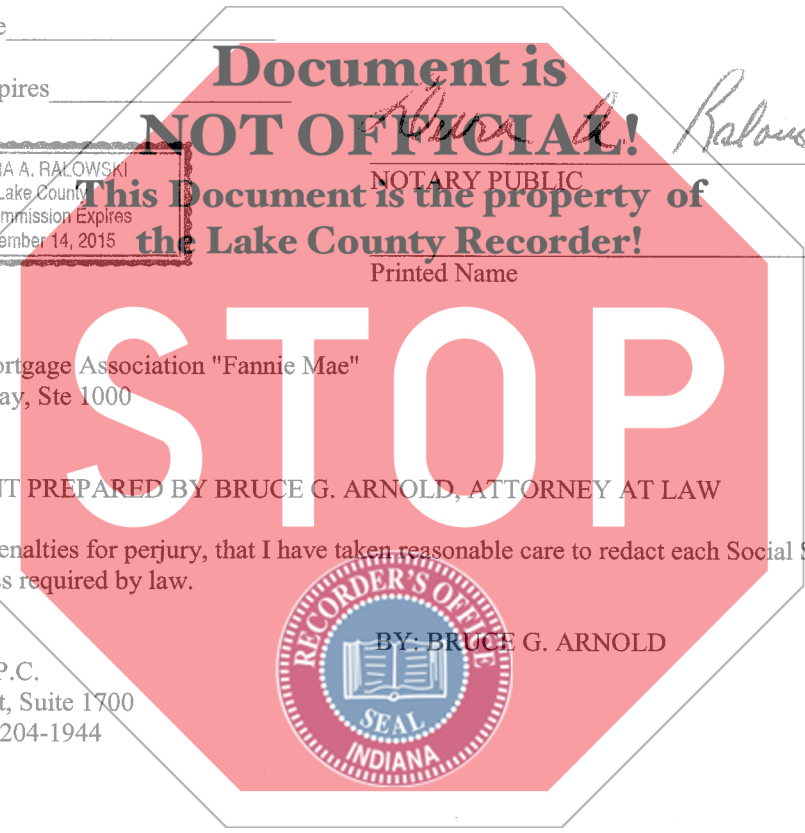 e
Document is
pires
NOT OFFICIAL!
IA A. RALOWSKI
Lake County
NOTARY PUBLIC
This Document is the property of
mmission Expires
ember 14, 2015
the Lake County Recorder!
Printed Name
STOP
ortgage Association "Fannie Mae"
ay, Ste 1000
NT PREPARED BY BRUCE G. ARNOLD, ATTORNEY AT LAW
enalties for perjury, that I have taken reasonable care to redact each Social S
ss required by law.
RECORDER'S OFFICE
BY: BRUCE G. ARNOLD
SEAL
INDIANA
P.C.
t, Suite 1700
204-1944